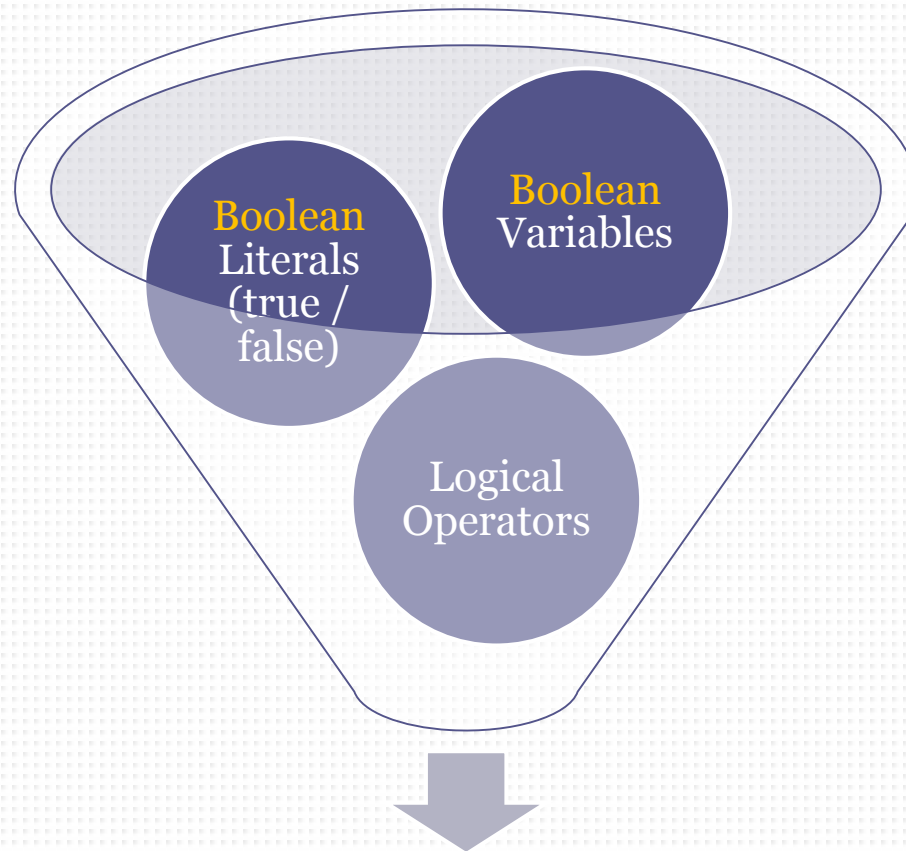 Boolean
Literals
(true /
false)
Boolean
Variables
Logical
Operators